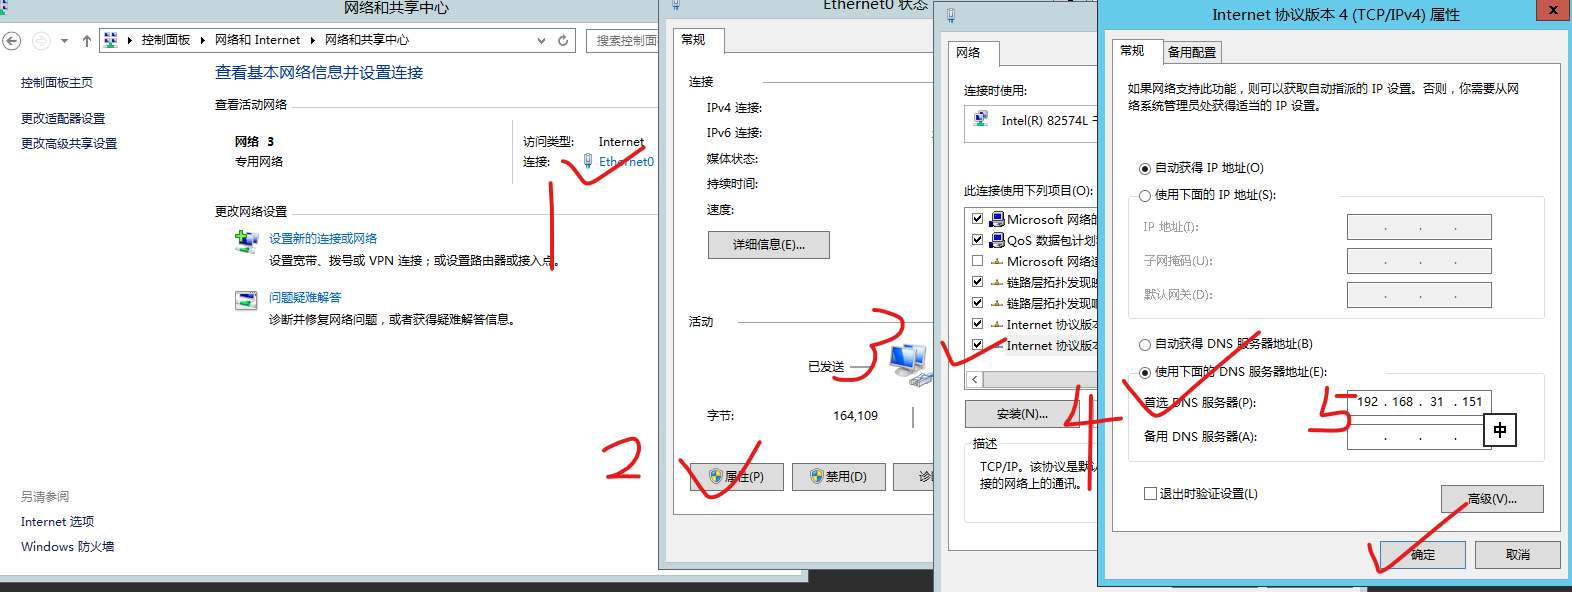 网络和共享中心
控制面板 网络和 Internet 网络和共享中心
搜索控制面
控制面板主页
更改适配器设置
更改高级共享设置
查看基本网络信息并设置连接
查看活动网络
网络 3
专用网络
访问类型: Internet
连接: Ethernet0
更改网络设置
设置新的连接或网络
设置宽带、拨号或 VPN 连接；或设置路由器或接入点。
问题疑难解答
诊断并修复网络问题，或者获得疑难解答信息。
另请参阅
Internet 选项
Windows 防火墙
1
Ethernet0 状态
常规
连接
IPv4 连接:
IPv6 连接:
媒体状态:
持续时间:
速度:
详细信息(E)...
活动
已发送
字节: 164,109
属性(P)
禁用(D)
诊
2
3
网络
连接时使用:
Intel(R) 82574L 千
此连接使用下列项目(O):
Microsoft 网络的
QoS 数据包计划
Microsoft 网络适
链路层拓扑发现映
链路层拓扑发现响
Internet 协议版本
Internet 协议版本
安装(N)...
描述
TCP/IP。该协议是默认
接的网络上的通讯。
4
Internet 协议版本 4 (TCP/IPv4) 属性
x
常规
备用配置
如果网络支持此功能，则可以获取自动指派的 IP 设置。否则，你需要从网
络系统管理员处获得适当的 IP 设置。
自动获得 IP 地址(O)
使用下面的 IP 地址(S):
IP 地址(I):
子网掩码(U):
默认网关(D):
自动获得 DNS 服务器地址(B)
使用下面的 DNS 服务器地址(E):
首选 DNS 服务器(P): 192 . 168 . 31 . 151
备用 DNS 服务器(A):
5
中
退出时验证设置(L)
高级(V)...
确定
取消